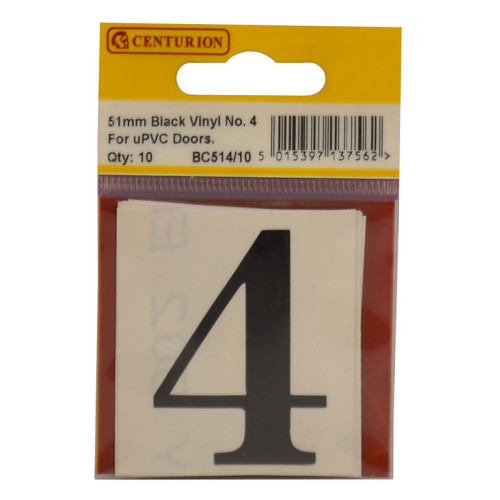 CENTURION
51mm Black Vinyl No. 4
For uPVC Doors.
Qty: 10 BC514/10
5 015397 137562 >
4